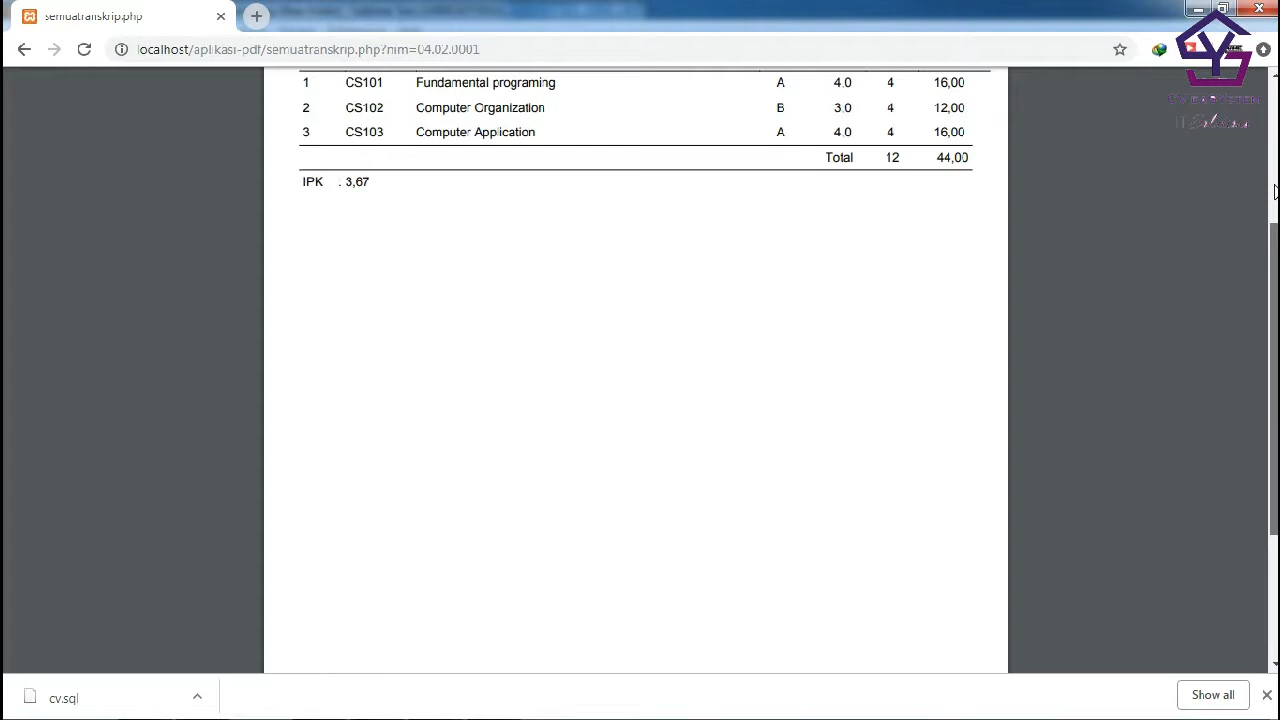 semuatranskrip.php
localhost/aplikasi-pdf/semuatranskrip.php?nim=04.02.0001
1 CS101 Fundamental programing A 4.0 4 16,00
2 CS102 Computer Organization B 3.0 4 12,00
3 CS103 Computer Application A 4.0 4 16,00
Total 12 44,00
IPK : 3,67
cv.sql
Show all